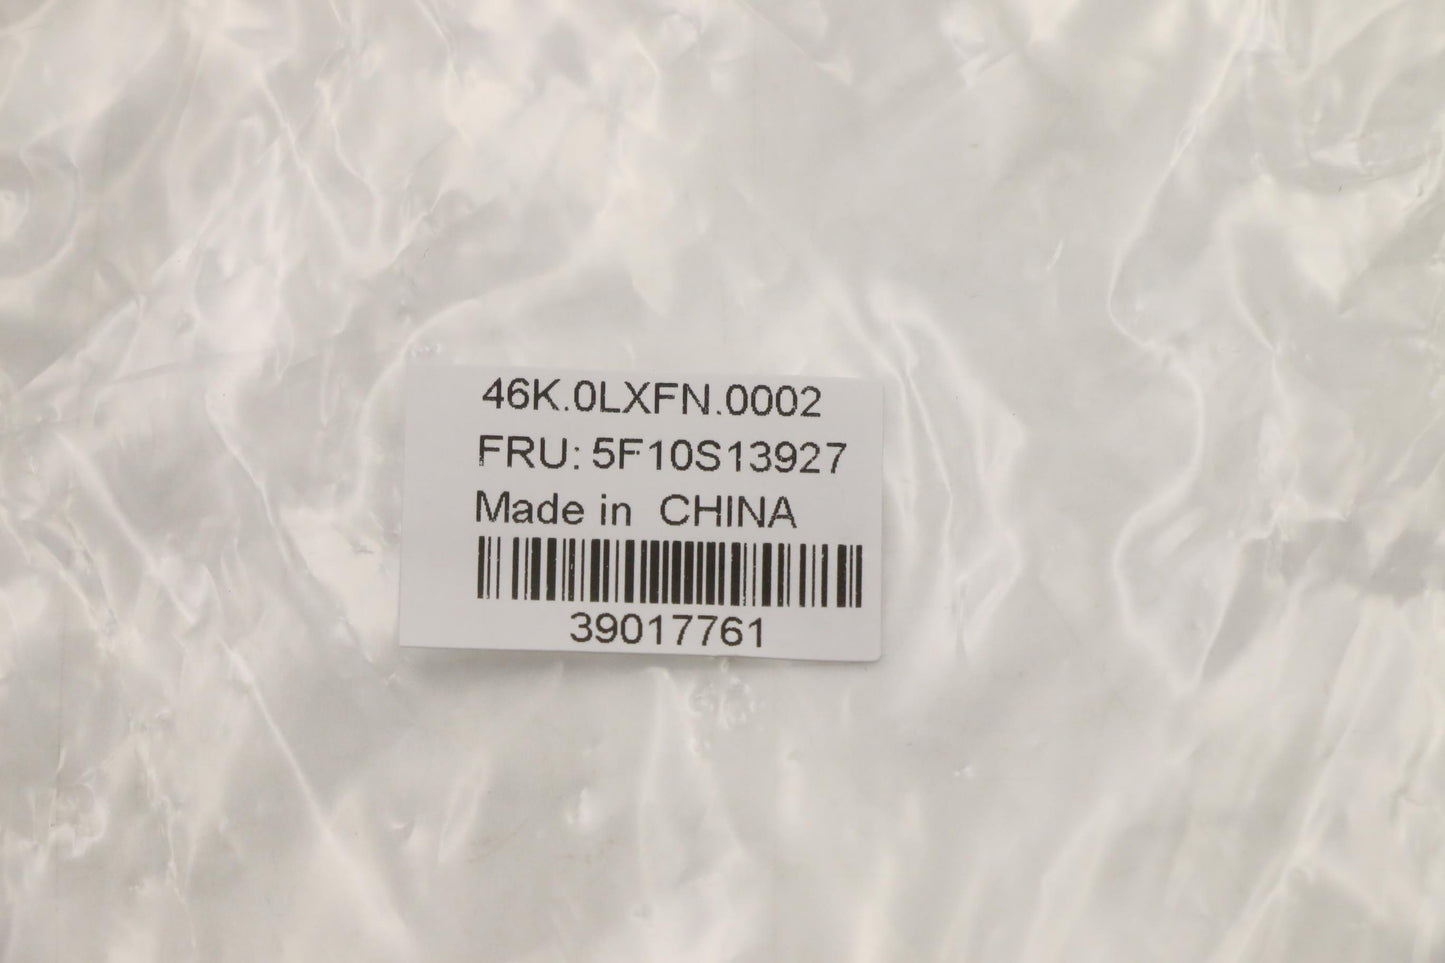 46K.0LXFN.0002
FRU: 5F10S13927
Made in CHINA
39017761